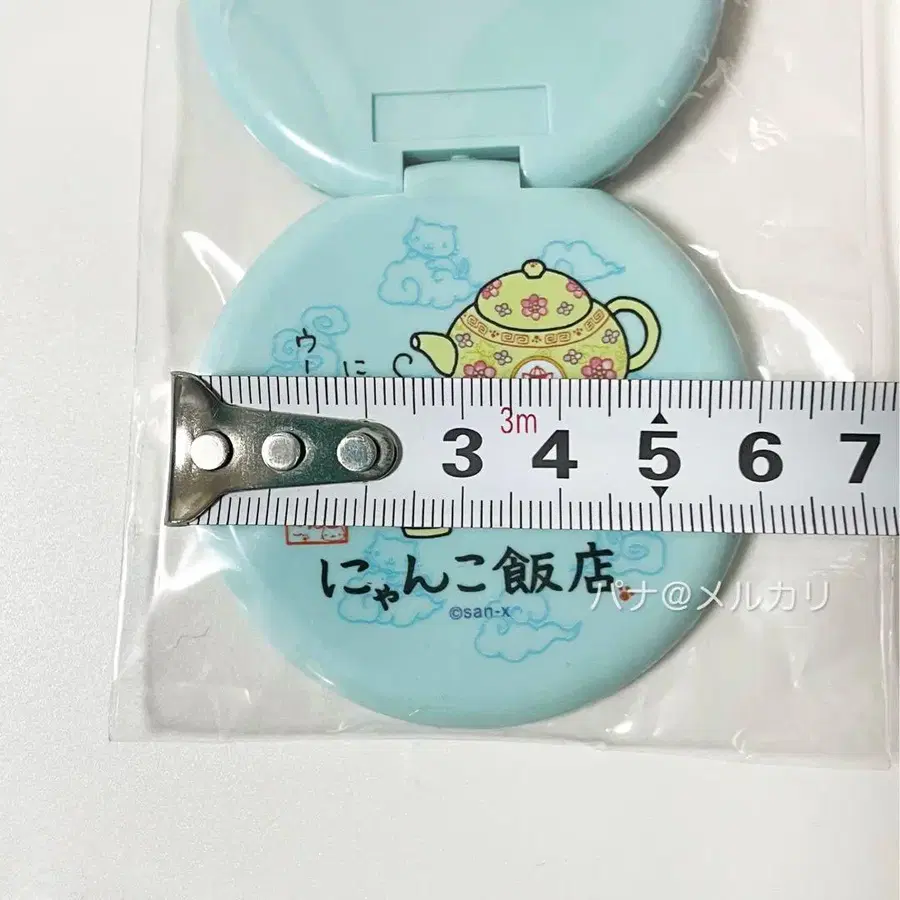 ウー
に
3m
3 4 5 6 7
にゃんこ飯店
パナ@メルカリ
©san-x